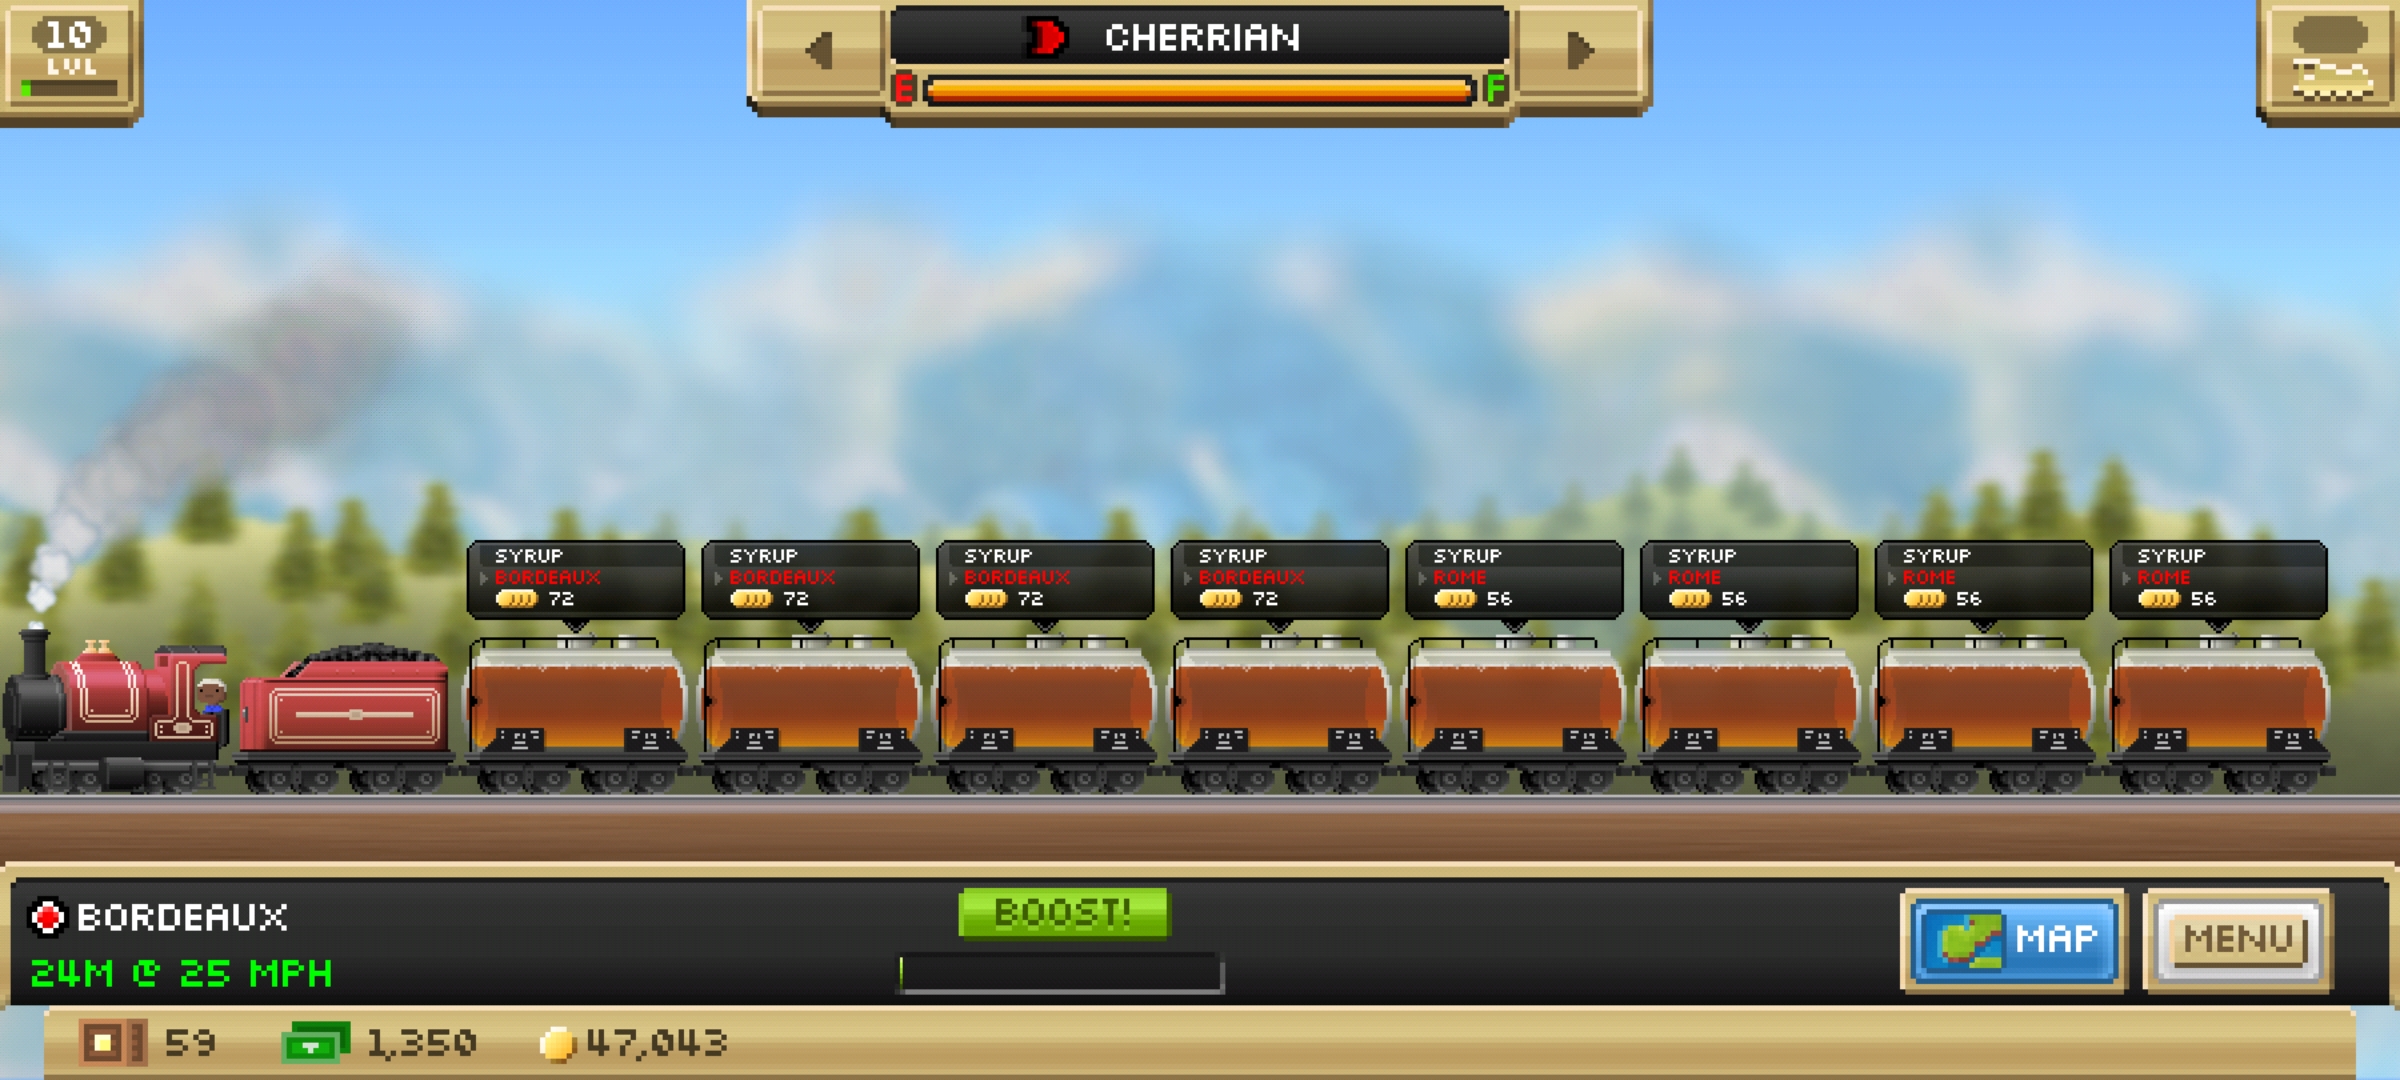 10
LVL
CHERRIAN
E F
SYRUP
BORDEAUX
72
SYRUP
BORDEAUX
72
SYRUP
BORDEAUX
72
SYRUP
BORDEAUX
72
SYRUP
ROME
56
SYRUP
ROME
56
SYRUP
ROME
56
SYRUP
ROME
56
BORDEAUX
24M @ 25 MPH
BOOST!
MAP
MENU
59
1,350
47,043